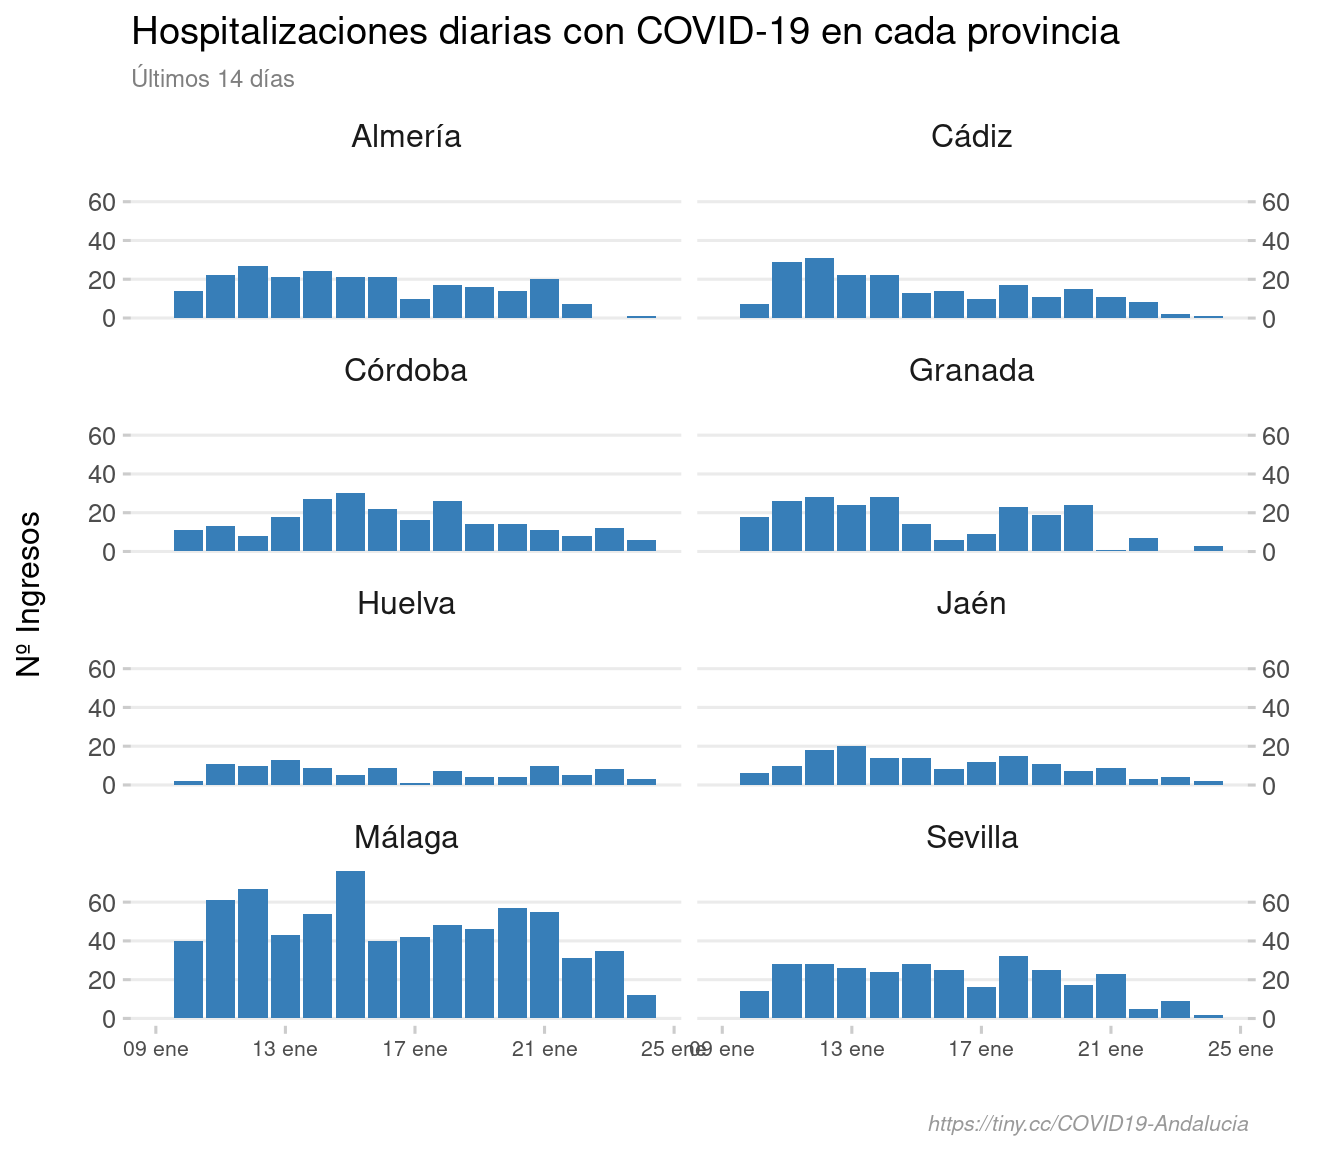 Hospitalizaciones diarias con COVID-19 en cada provincia
Últimos 14 días
Almería Cádiz
60 60
40 40
20 20
0 0
Córdoba Granada
60 60
40 40
20 20
0 0
Nº Ingresos
Huelva Jaén
60 60
40 40
20 20
0 0
Málaga Sevilla
60 60
40 40
20 20
0 0
09 ene 13 ene 17 ene 21 ene 25 ene 09 ene 13 ene 17 ene 21 ene 25 ene
https://tiny.cc/COVID19-Andalucia